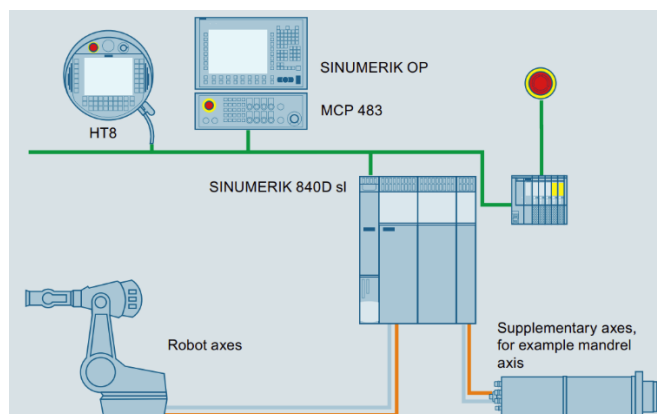 SINUMERIK OP
MCP 483
HT8
SINUMERIK 840D sl
Robot axes
Supplementary axes,
for example mandrel
axis